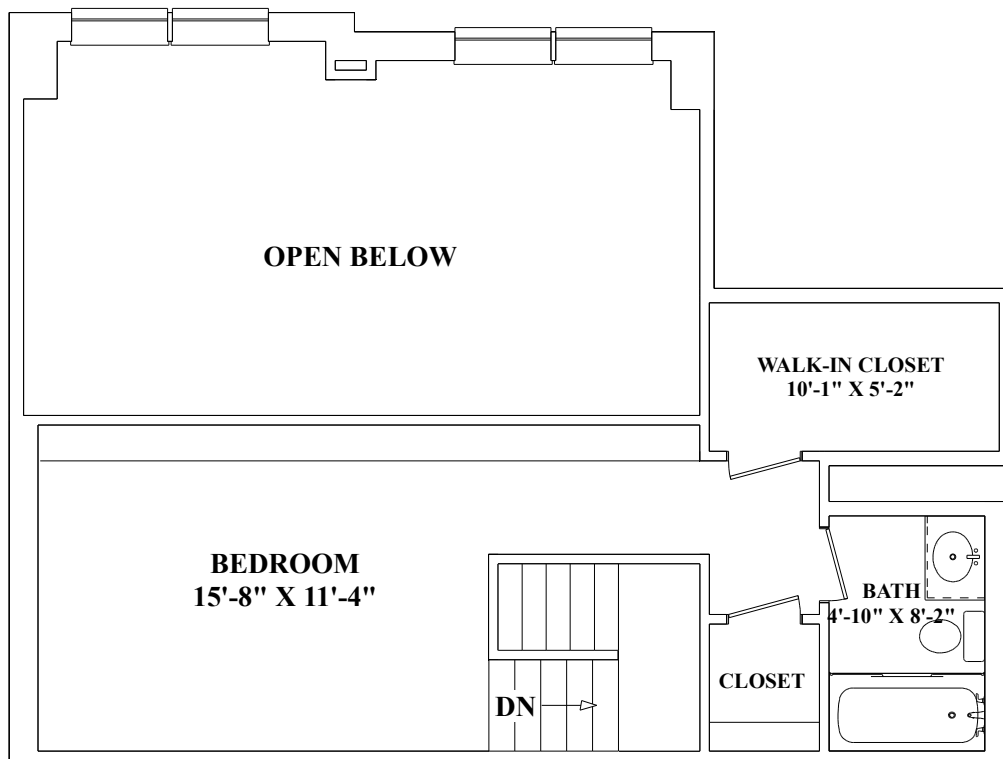 OPEN BELOW
WALK-IN CLOSET
10'-1" X 5'-2"
BEDROOM
15'-8" X 11'-4"
BATH
4'-10" X 8'-2"
CLOSET
DN